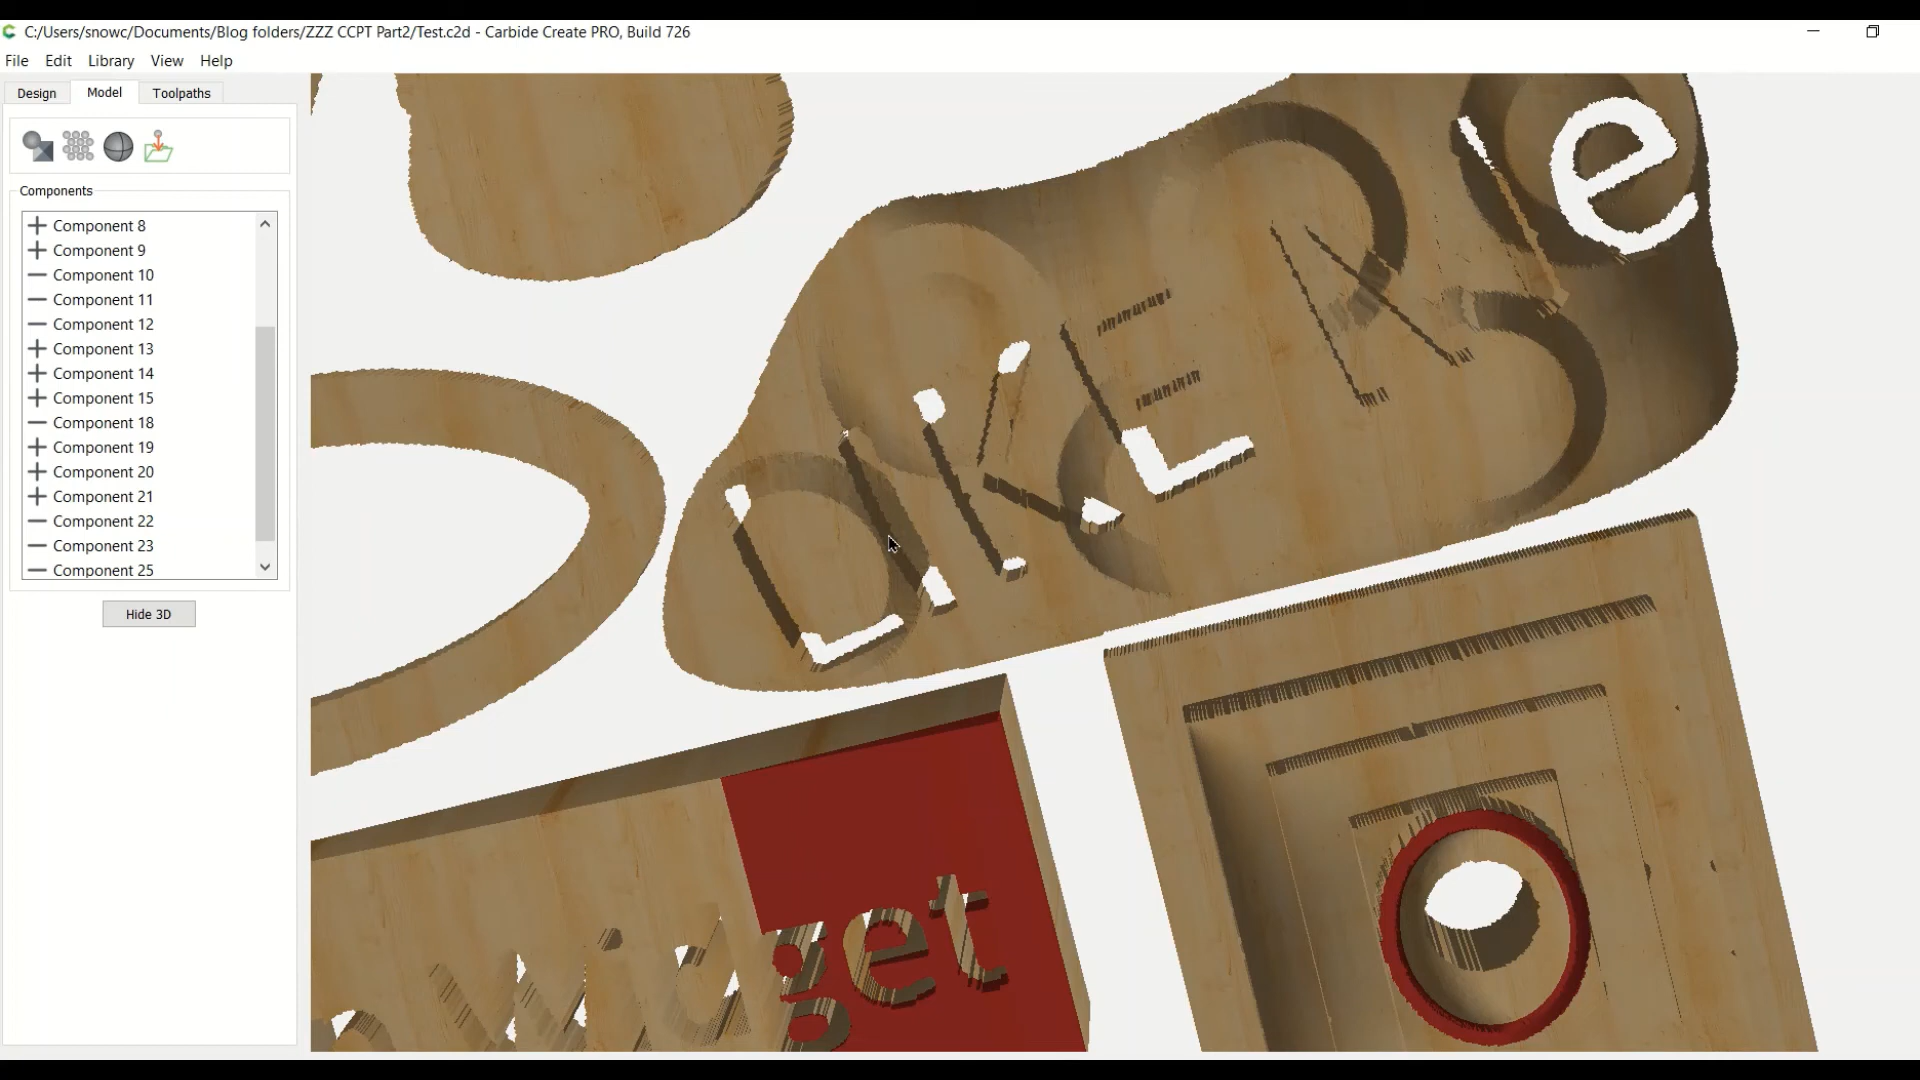 C:/Users/snowc/Documents/Blog folders/ZZZ CCPT Part2/Test.c2d - Carbide Create PRO, Build 726
File Edit Library View Help
Design Model Toolpaths
Components
Component 8
Component 9
Component 10
Component 11
Component 12
Component 13
Component 14
Component 15
Component 18
Component 19
Component 20
Component 21
Component 22
Component 23
Component 25
Hide 3D
e
Widget